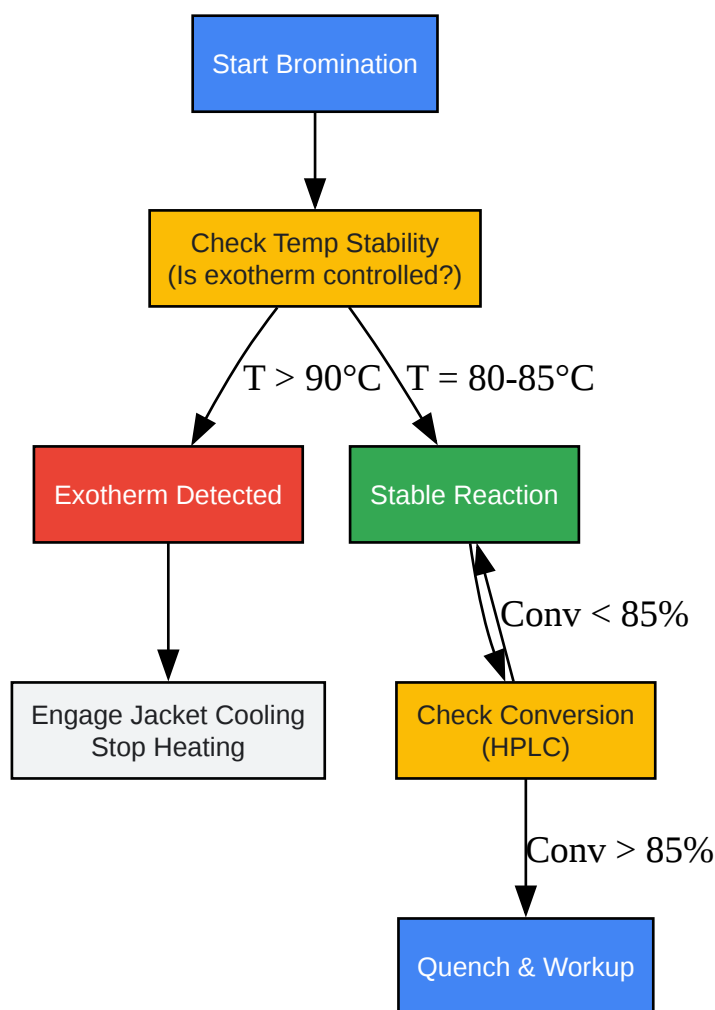 Start Bromination
Check Temp Stability
(Is exotherm controlled?)
T > 90°C
T = 80-85°C
Exotherm Detected
Stable Reaction
Conv < 85%
Engage Jacket Cooling
Stop Heating
Check Conversion
(HPLC)
Conv > 85%
Quench & Workup